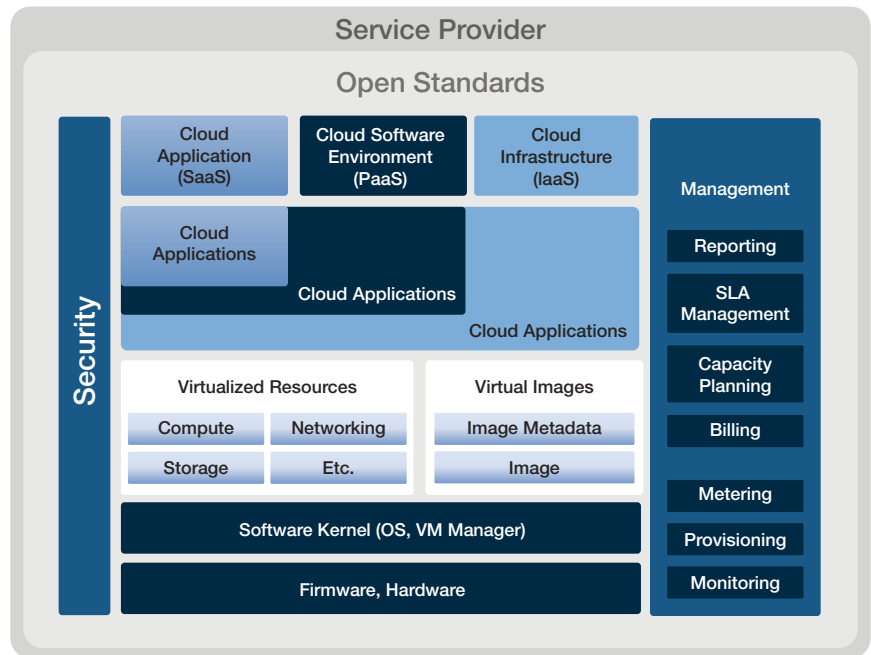 Service Provider
Open Standards
Security
Cloud
Application
(SaaS)
Cloud Software
Environment
(PaaS)
Cloud
Infrastructure
(IaaS)
Cloud
Applications
Cloud Applications
Cloud Applications
Virtualized Resources
Compute
Networking
Storage
Etc.
Virtual Images
Image Metadata
Image
Software Kernel (OS, VM Manager)
Firmware, Hardware
Management
Reporting
SLA
Management
Capacity
Planning
Billing
Metering
Provisioning
Monitoring